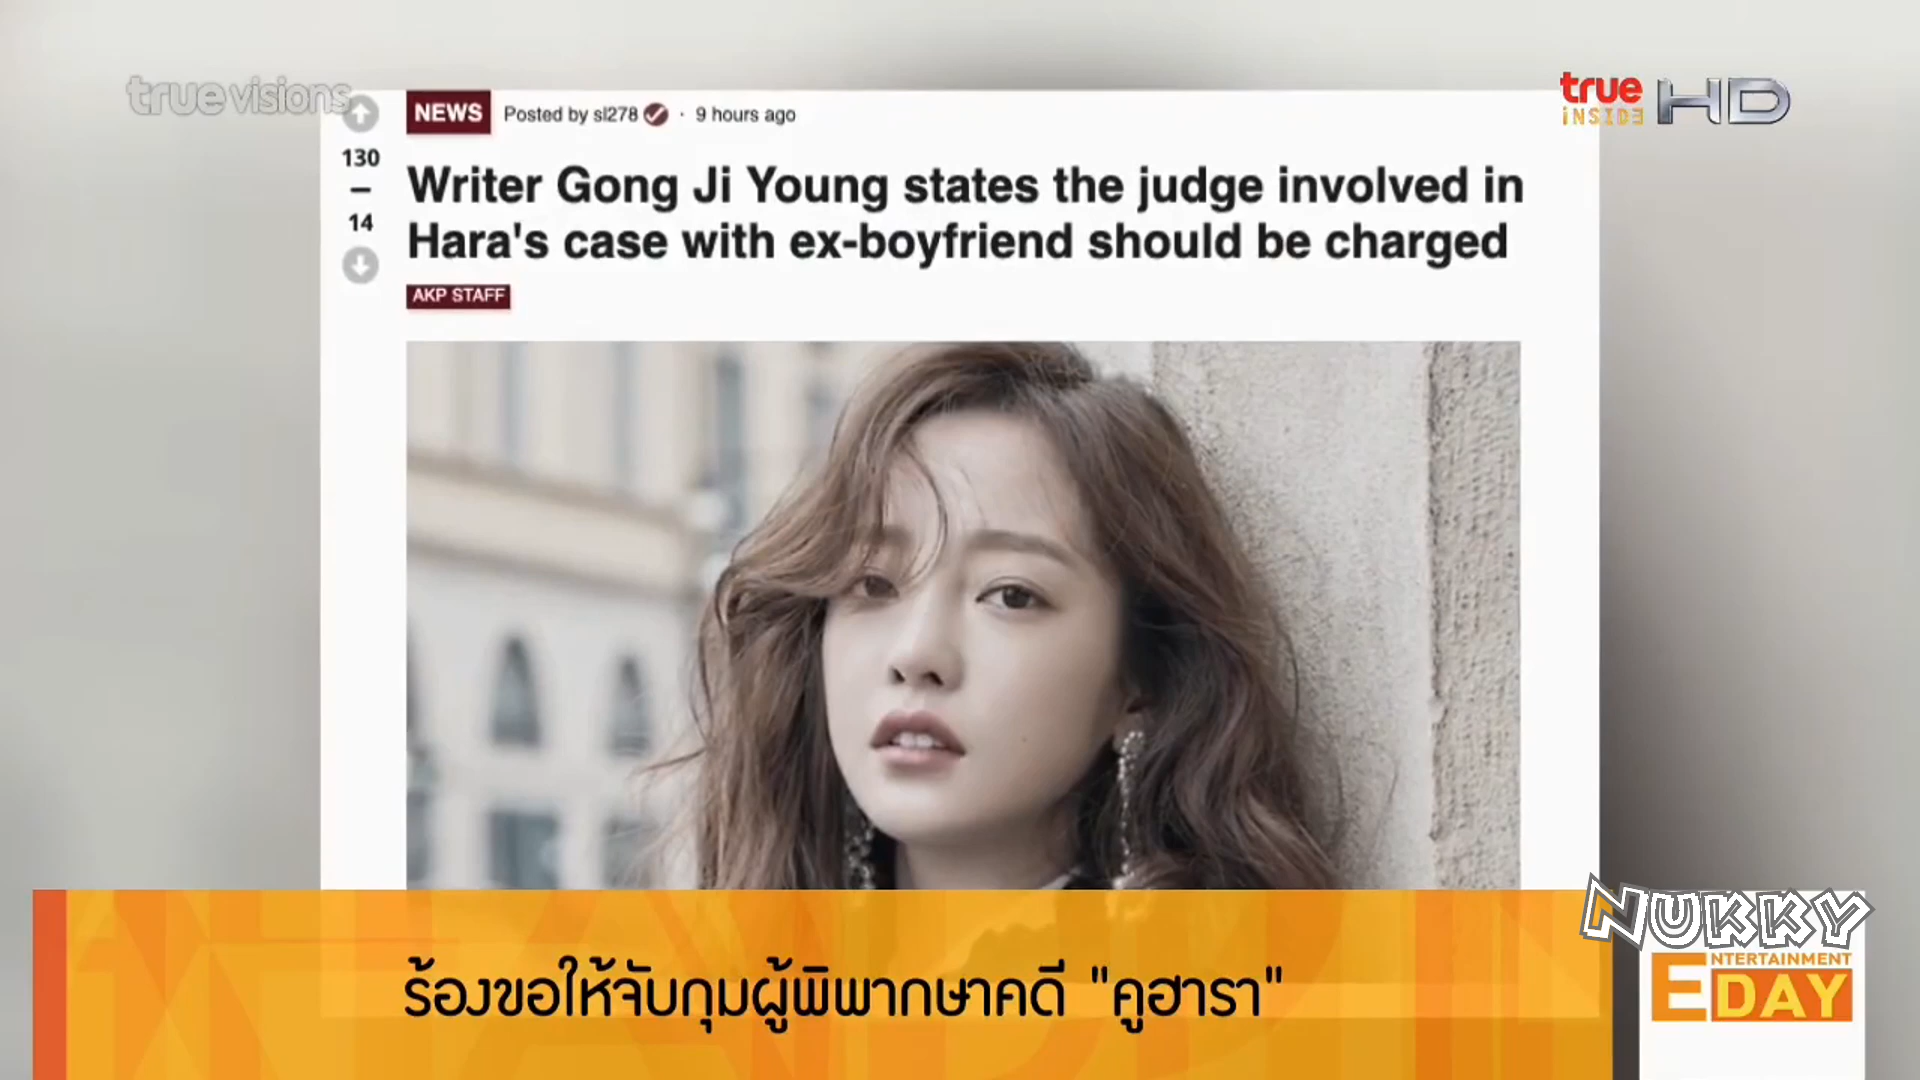 true visions
true
INSIDE HD
NEWS Posted by sl278 · 9 hours ago
130
14
Writer Gong Ji Young states the judge involved in
Hara's case with ex-boyfriend should be charged
AKP STAFF
ร้องขอให้จับกุมผู้พิพากษาคดี "คูฮารา"
NUKKY
ENTERTAINMENT
DAY